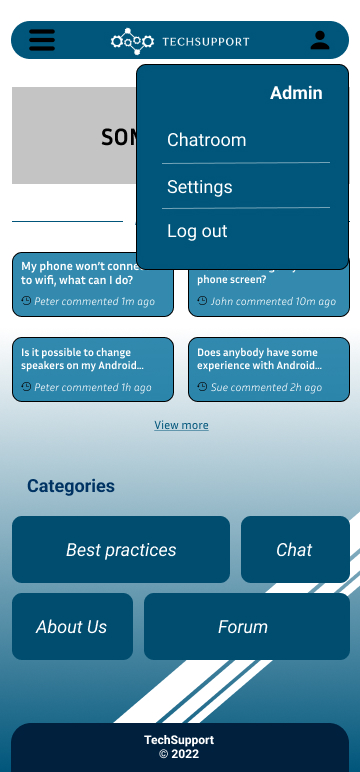 TECHSUPPORT
Admin
Chatroom
Settings
Log out
My phone won't
to wifi, what can I do?
Peter commented 1m ago
phone screen?
John commented 10m ago
Is it possible to change
speakers on my Android...
Peter commented 1h ago
Does anybody have some
experience with Android...
Sue commented 2h ago
View more
Categories
Best practices
Chat
About Us
Forum
TechSupport
© 2022